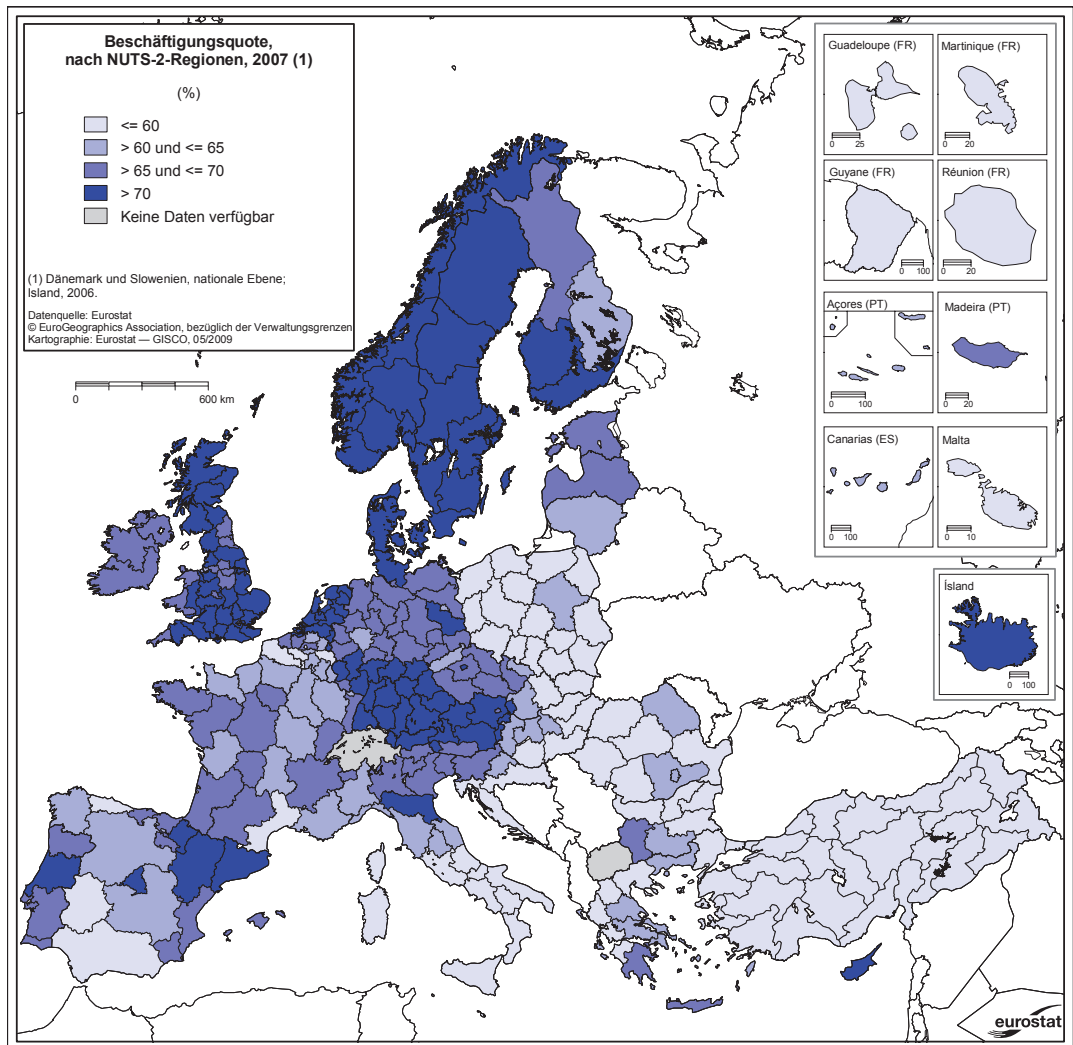 Beschäftigungsquote,
nach NUTS-2-Regionen, 2007 (1)
(%)
<= 60
> 60 und <= 65
> 65 und <= 70
> 70
Keine Daten verfügbar
(1) Dänemark und Slowenien, nationale Ebene;
Island, 2006.
Datenquelle: Eurostat
© EuroGeographics Association, bezüglich der Verwaltungsgrenzen
Kartographie: Eurostat — GISCO, 05/2009
0 600 km
Guadeloupe (FR)
0 25
Martinique (FR)
0 20
Guyane (FR)
0 100
Réunion (FR)
0 20
Açores (PT)
0 100
Madeira (PT)
0 20
Canarias (ES)
0 100
Malta
0 10
Ísland
0 100
eurostat